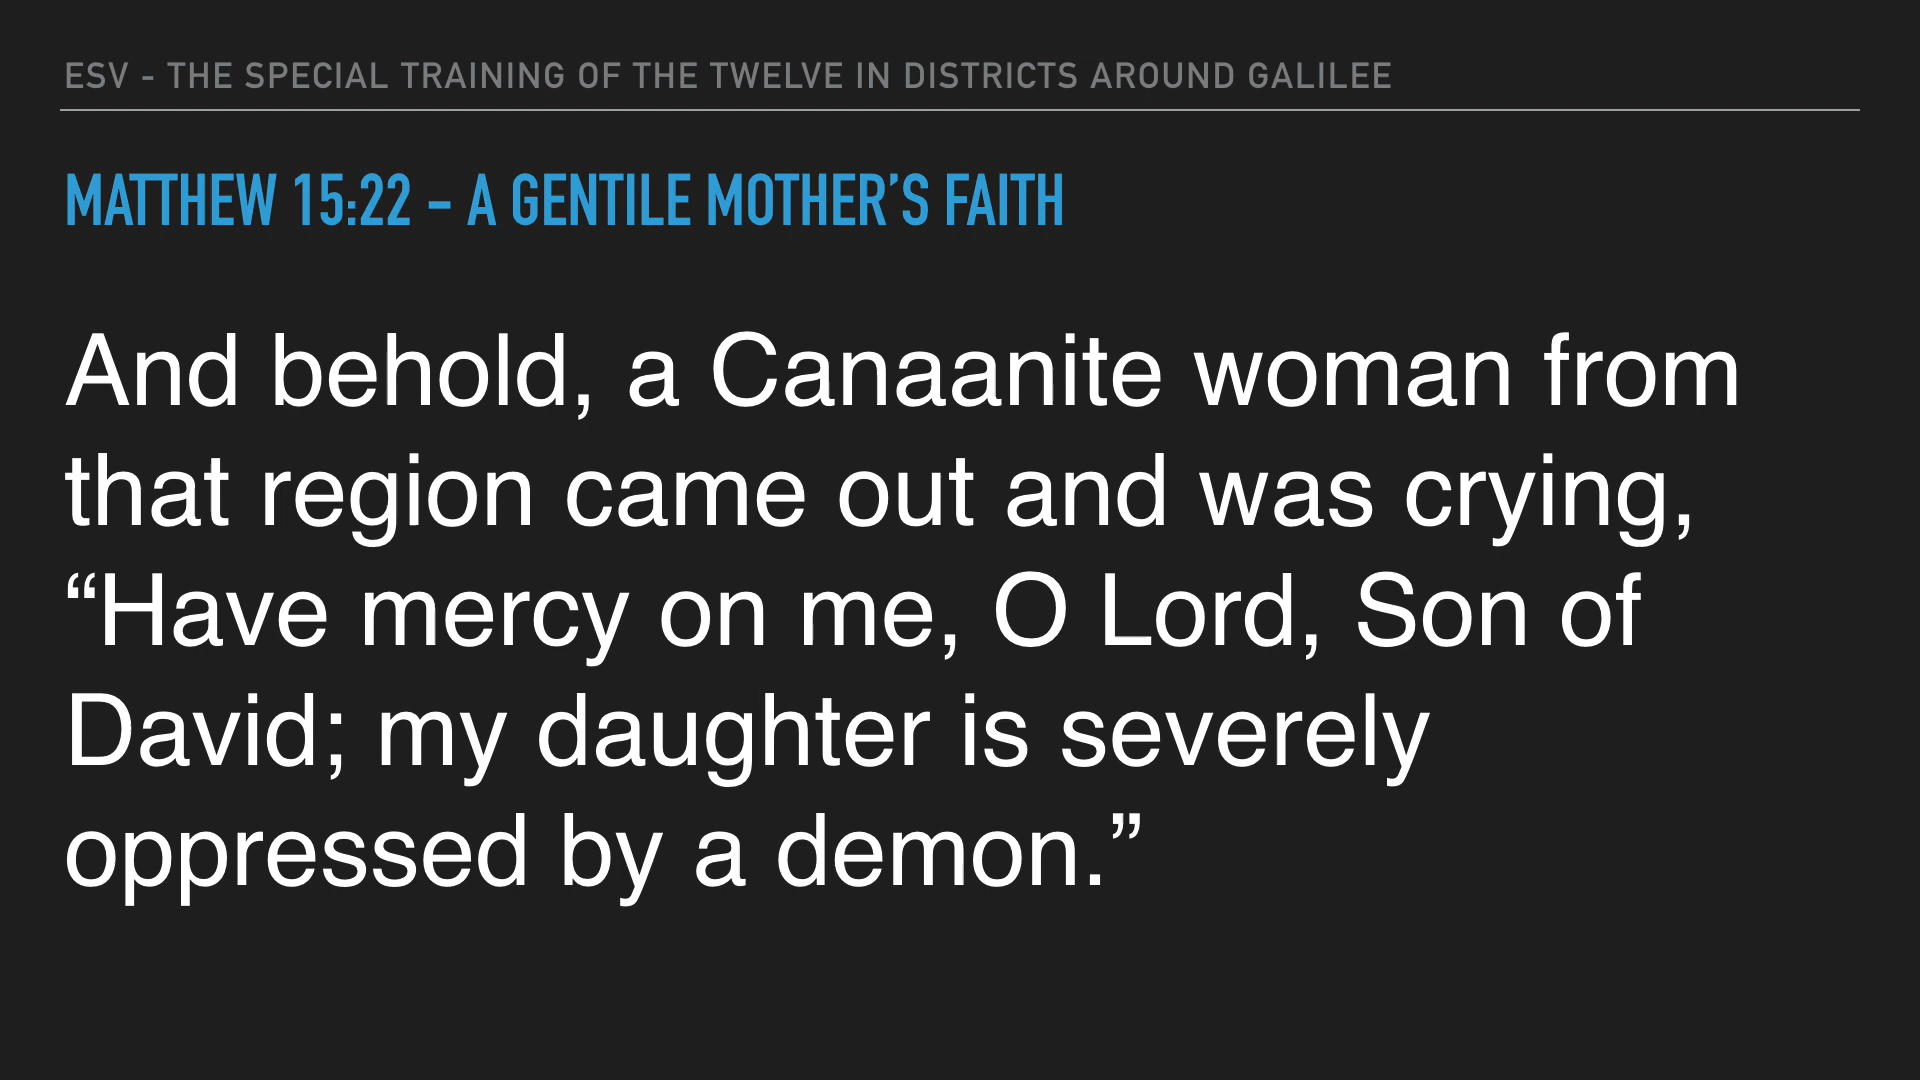 ESV - THE SPECIAL TRAINING OF THE TWELVE IN DISTRICTS AROUND GALILEE
MATTHEW 15:22 - A GENTILE MOTHER’S FAITH
And behold, a Canaanite woman from
that region came out and was crying,
“Have mercy on me, O Lord, Son of
David; my daughter is severely
oppressed by a demon.”